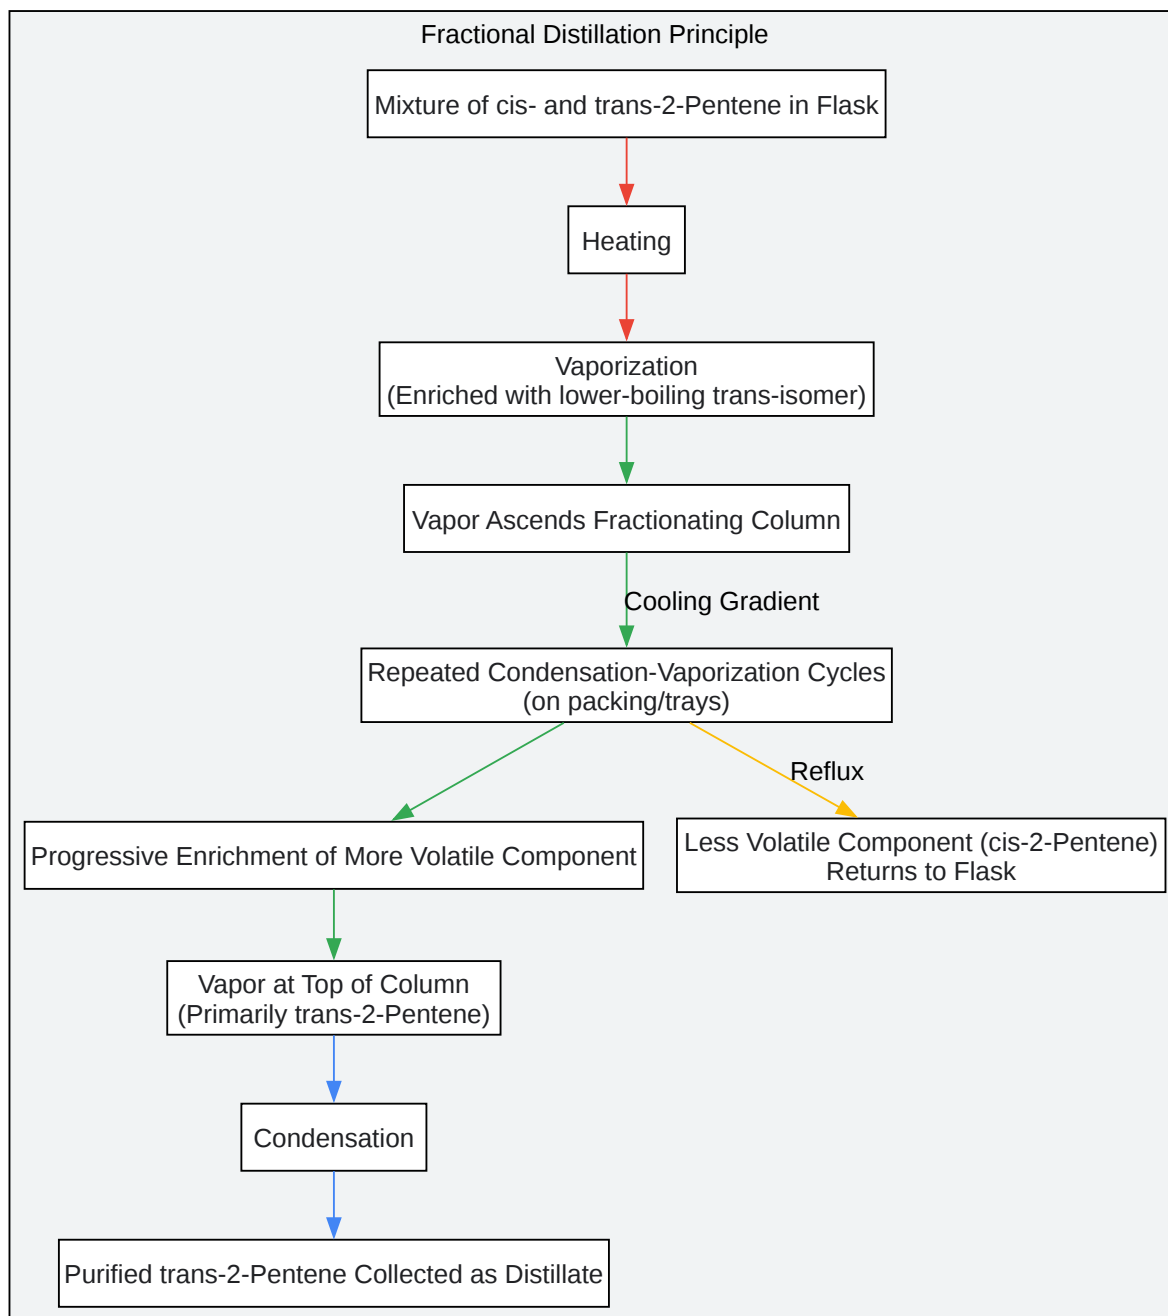 Fractional Distillation Principle
Mixture of cis- and trans-2-Pentene in Flask
Heating
Vaporization
(Enriched with lower-boiling trans-isomer)
Vapor Ascends Fractionating Column
Cooling Gradient
Repeated Condensation-Vaporization Cycles
(on packing/trays)
Reflux
Progressive Enrichment of More Volatile Component
Less Volatile Component (cis-2-Pentene)
Returns to Flask
Vapor at Top of Column
(Primarily trans-2-Pentene)
Condensation
Purified trans-2-Pentene Collected as Distillate